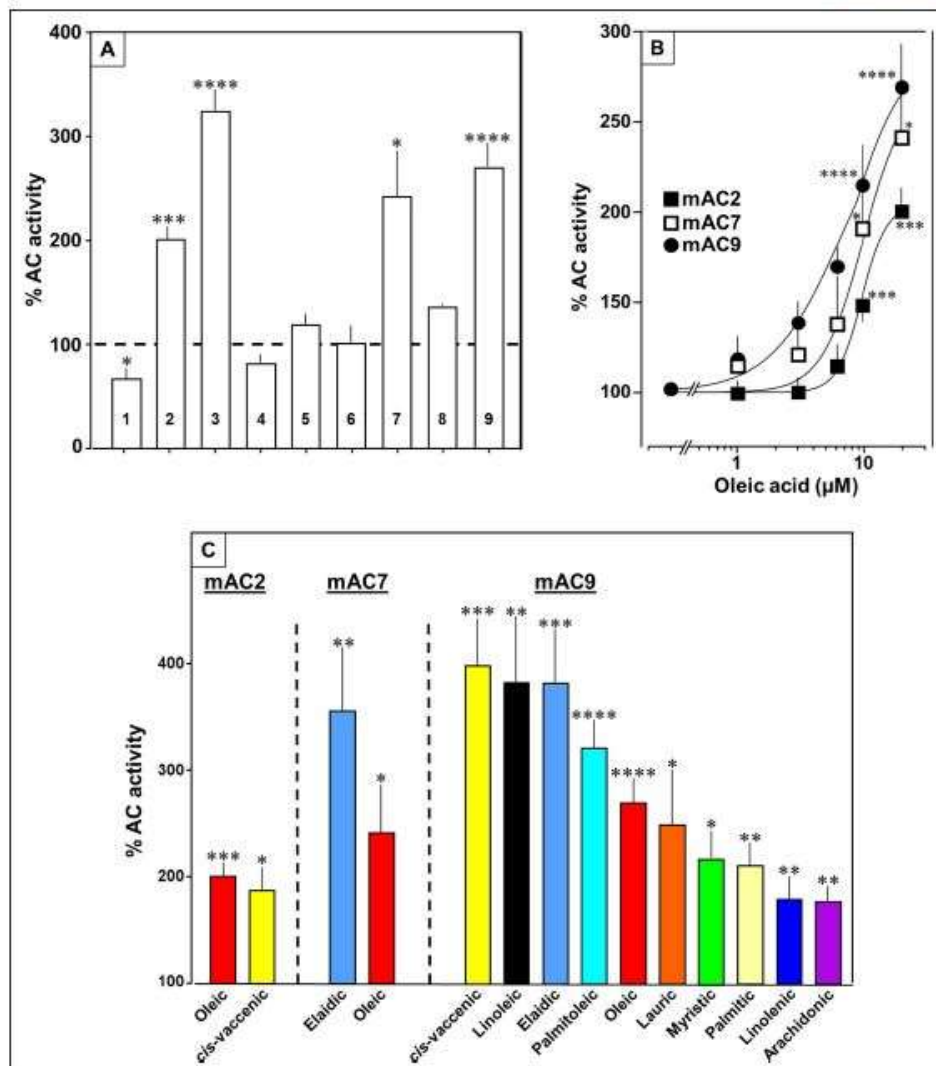 A
% AC activity
400
300
200
100
0
*
***
****
*
****
1 2 3 4 5 6 7 8 9
B
% AC activity
300
250
200
150
100
mAC2
mAC7
mAC9
****
*
****
*
***
***
1 10
Oleic acid (µM)
C
mAC2 mAC7 mAC9
% AC activity
400
300
200
100
***
*
**
*
***
**
***
****
****
*
*
**
**
**
Oleic
cis-vaccenic
Elaidic
Oleic
cis-vaccenic
Linoleic
Elaidic
Palmitoleic
Oleic
Lauric
Myristic
Palmitic
Linolenic
Arachidonic